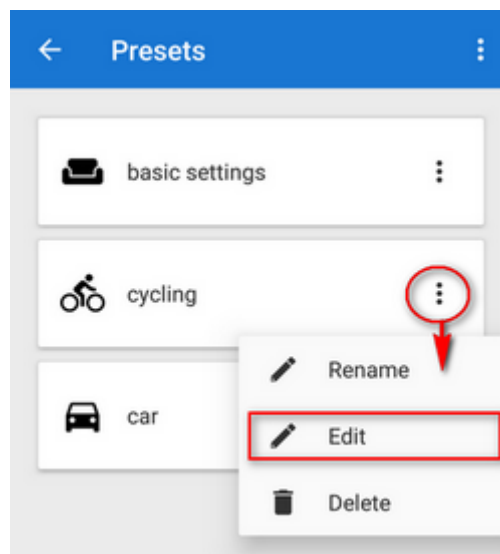 Presets
basic settings
cycling
Rename
car
Edit
Delete